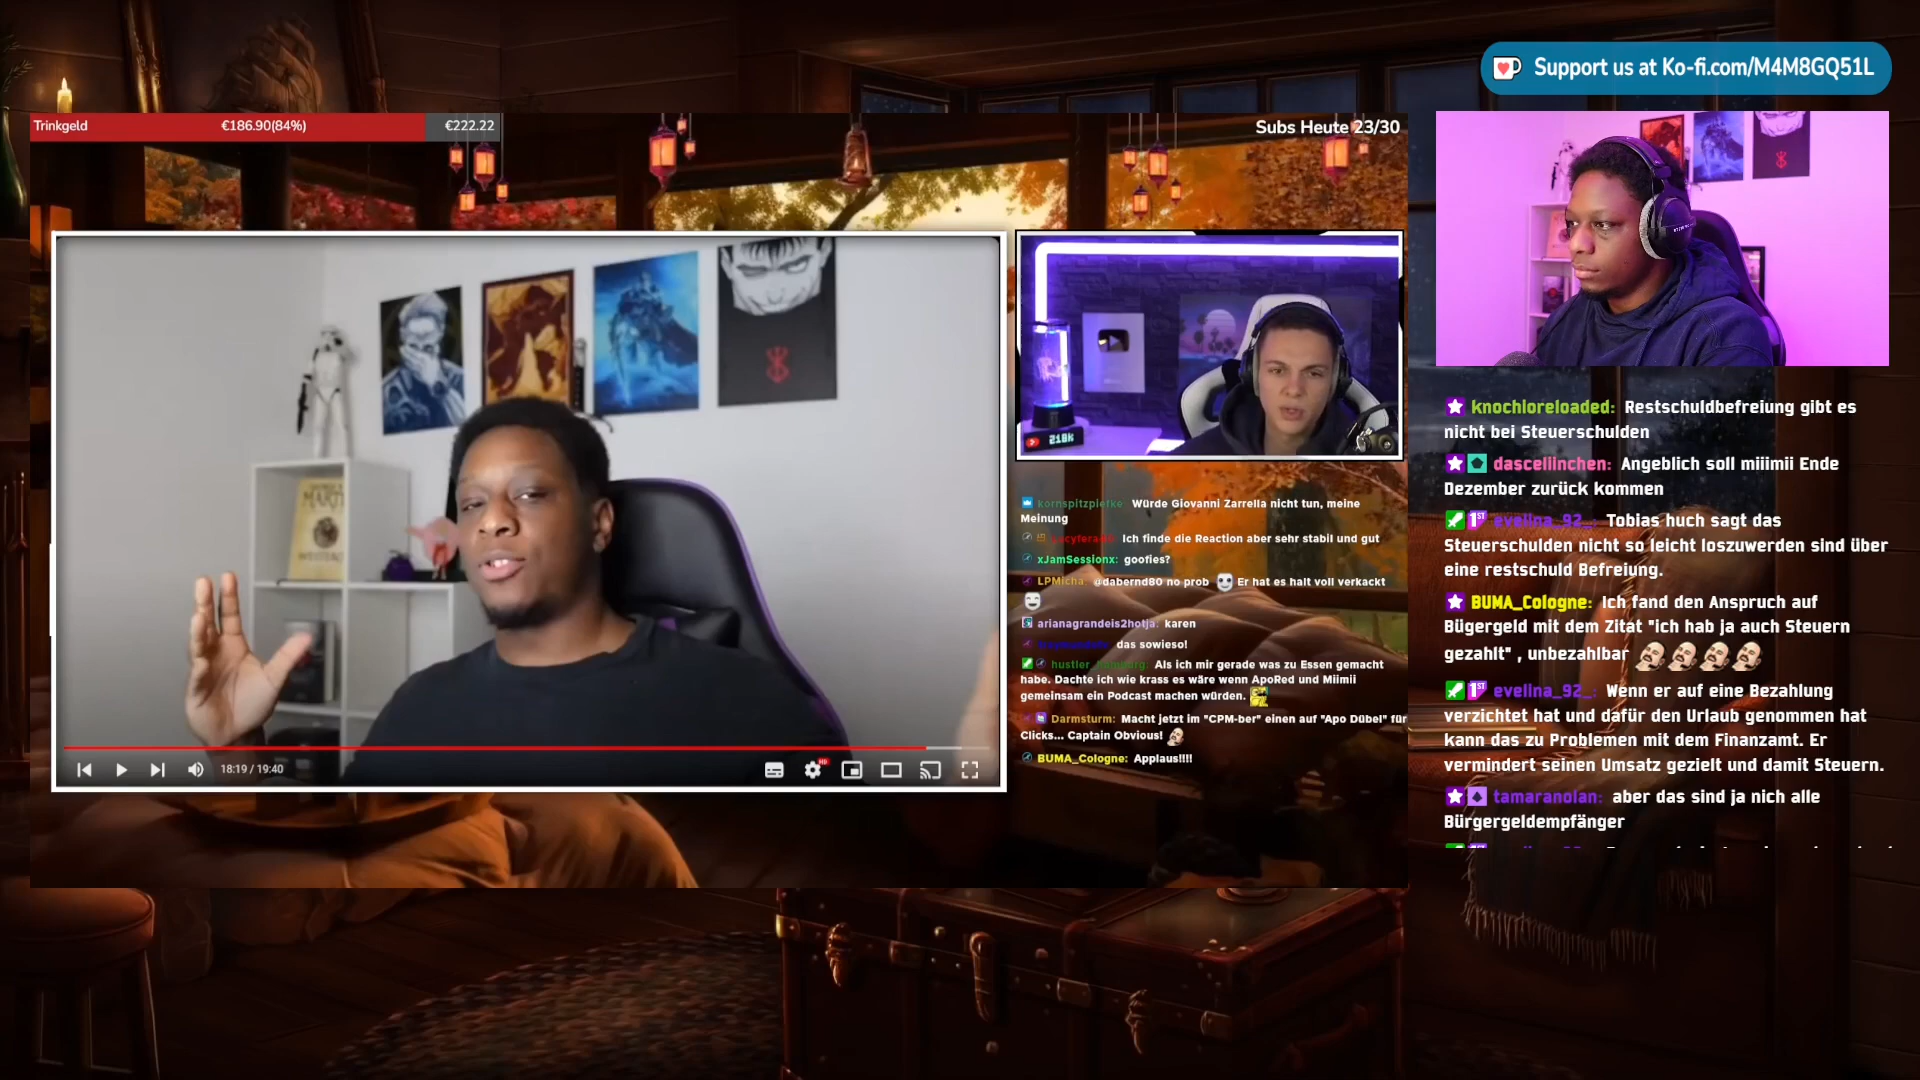 Support us at Ko-fi.com/M4M8GQ51L
Trinkgeld €186.90(84%) €222.22
Subs Heute 23/30
MARTI
218k
18:19 / 19:40
HD
kornspitzpiefke Würde Giovanni Zarrella nicht tun, meine
Meinung
Ich finde die Reaction aber sehr stabil und gut
xJamSessionx: goofies?
LPMicha: @dabernd80 no prob Er hat es halt voll verkackt
arianagrandeis2hotja: karen
das sowieso!
hustler_hamburg: Als ich mir gerade was zu Essen gemacht
habe. Dachte ich wie krass es wäre wenn ApoRed und Miimii
gemeinsam ein Podcast machen würden.
Darmsturm: Macht jetzt im "CPM-ber" einen auf "Apo Dübel" für
Clicks... Captain Obvious!
BUMA_Cologne: Applaus!!!!
knochloreloaded: Restschuldbefreiung gibt es
nicht bei Steuerschulden
dascellinchen: Angeblich soll miiimii Ende
Dezember zurück kommen
1ST evelina_92_: Tobias huch sagt das
Steuerschulden nicht so leicht loszuwerden sind über
eine restschuld Befreiung.
BUMA_Cologne: Ich fand den Anspruch auf
Bügergeld mit dem Zitat "ich hab ja auch Steuern
gezahlt" , unbezahlbar
1ST evelina_92_: Wenn er auf eine Bezahlung
verzichtet hat und dafür den Urlaub genommen hat
kann das zu Problemen mit dem Finanzamt. Er
vermindert seinen Umsatz gezielt und damit Steuern.
tamaranolan: aber das sind ja nich alle
Bürgergeldempfänger